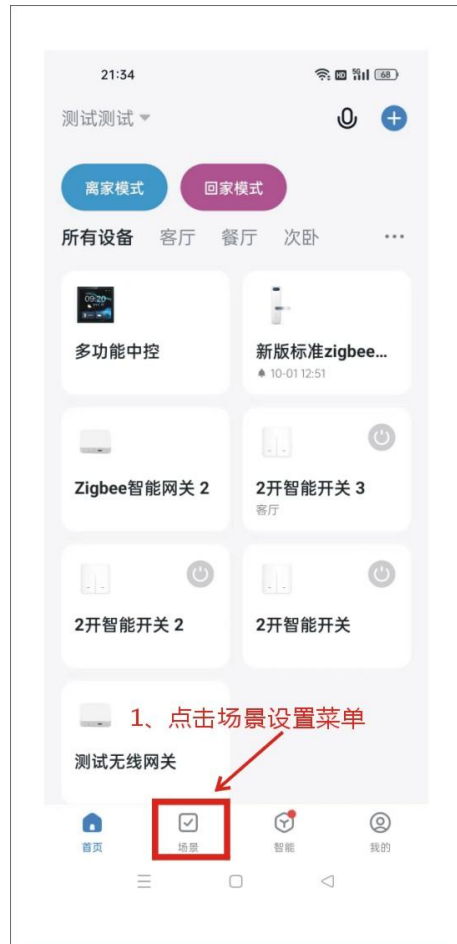 21:34
HD 5G 68
测试测试
离家模式 回家模式
所有设备 客厅 餐厅 次卧
09:20
多功能中控
新版标准zigbee...
10-01 12:51
Zigbee智能网关 2
2开智能开关 3
客厅
2开智能开关 2
2开智能开关
1、点击场景设置菜单
测试无线网关
首页 场景 智能 我的